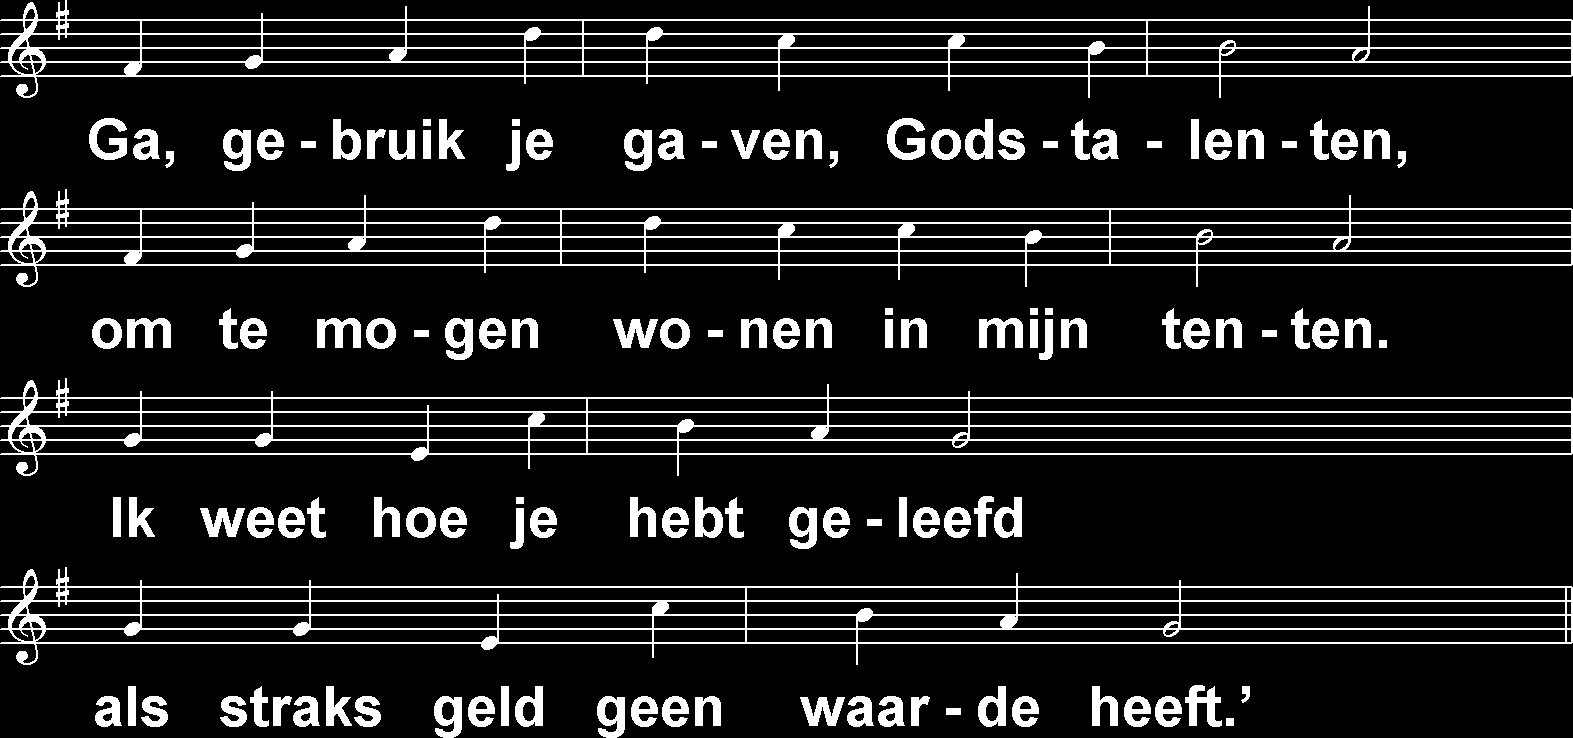 Ga, ge - bruik je ga - ven, Gods - ta - len - ten,
om te mo - gen wo - nen in mijn ten - ten.
Ik weet hoe je hebt ge - leefd
als straks geld geen waar - de heeft.’